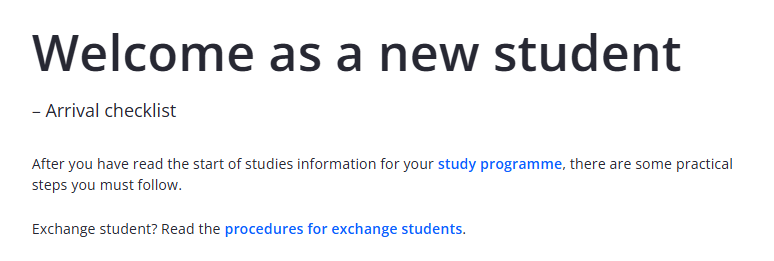 Welcome as a new student
– Arrival checklist
After you have read the start of studies information for your study programme, there are some practical
steps you must follow.
Exchange student? Read the procedures for exchange students.